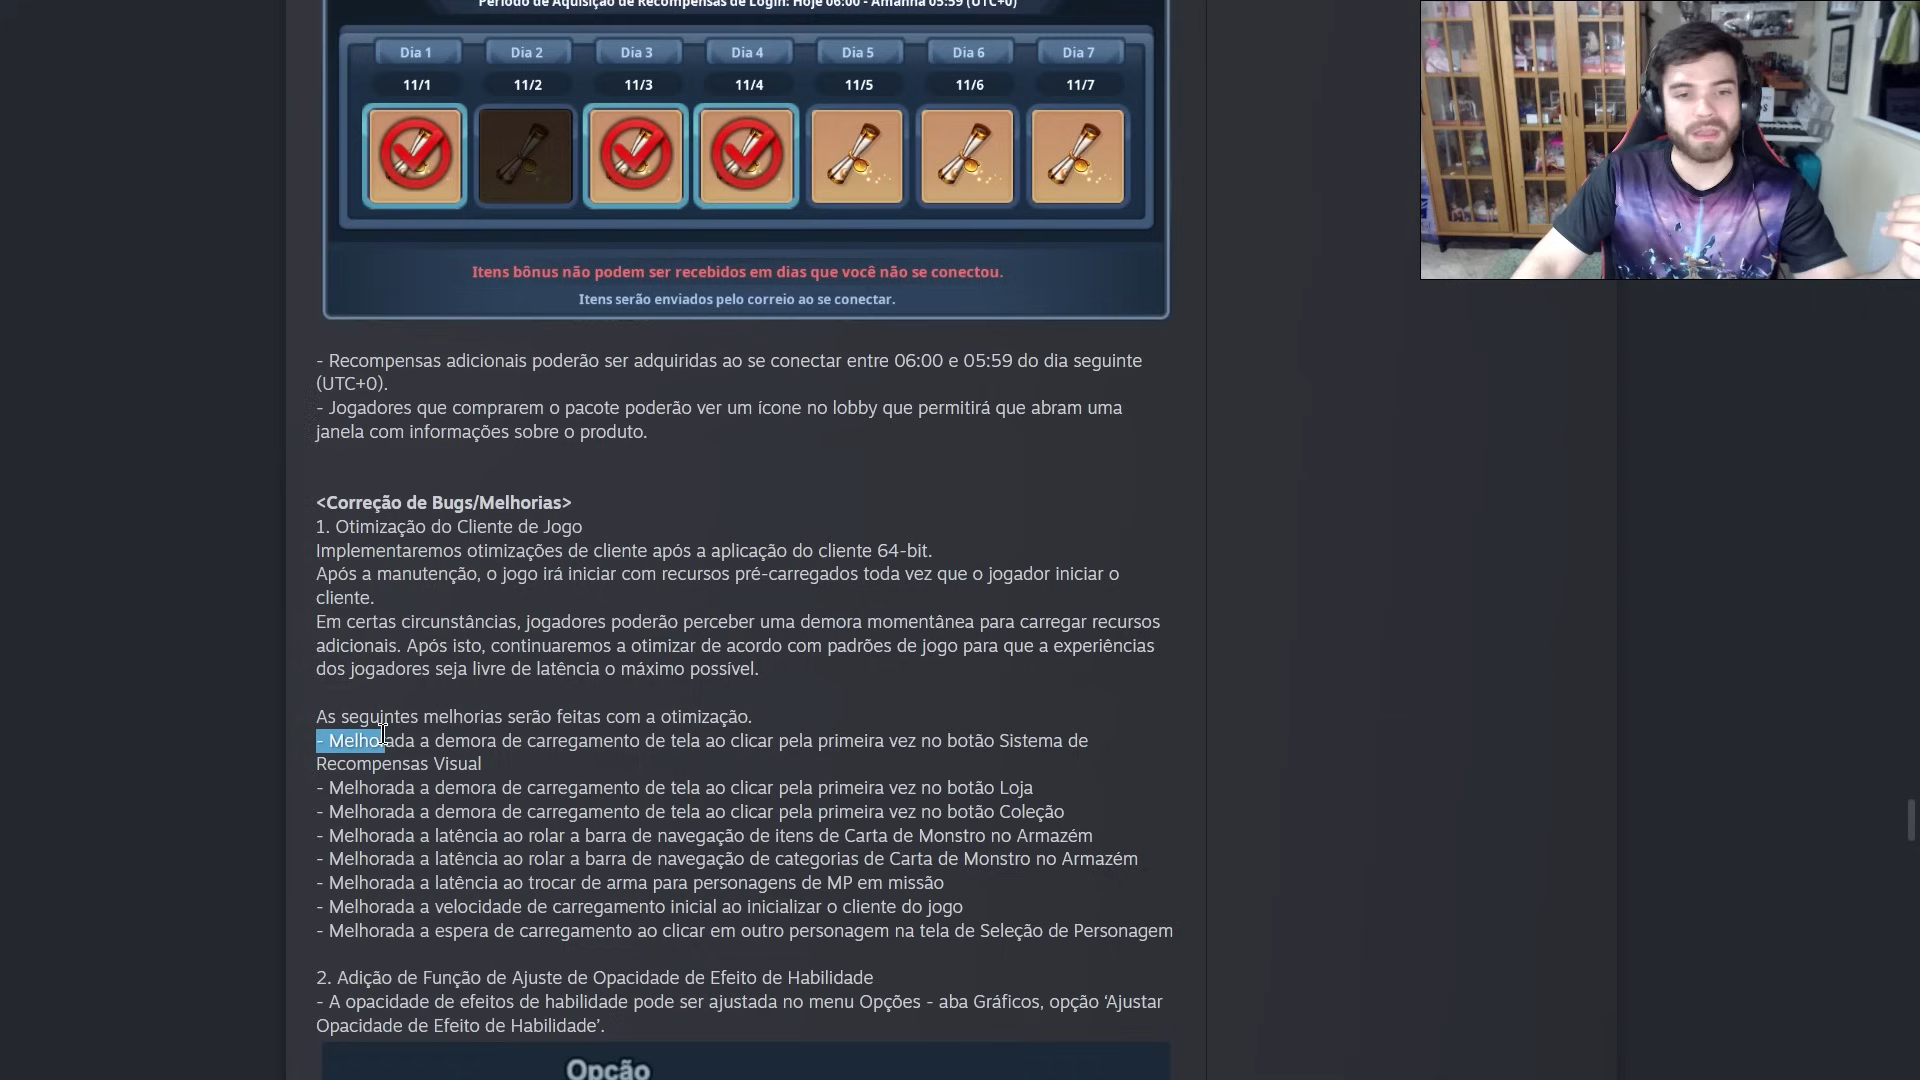 Período de Aquisição de Recompensas de Login: Hoje 06:00 - Amanhã 05:59 (UTC+0)
Dia 1 Dia 2 Dia 3 Dia 4 Dia 5 Dia 6 Dia 7
11/1 11/2 11/3 11/4 11/5 11/6 11/7
Itens bônus não podem ser recebidos em dias que você não se conectou.
Itens serão enviados pelo correio ao se conectar.
- Recompensas adicionais poderão ser adquiridas ao se conectar entre 06:00 e 05:59 do dia seguinte
(UTC+0).
- Jogadores que comprarem o pacote poderão ver um ícone no lobby que permitirá que abram uma
janela com informações sobre o produto.
<Correção de Bugs/Melhorias>
1. Otimização do Cliente de Jogo
Implementaremos otimizações de cliente após a aplicação do cliente 64-bit.
Após a manutenção, o jogo irá iniciar com recursos pré-carregados toda vez que o jogador iniciar o
cliente.
Em certas circunstâncias, jogadores poderão perceber uma demora momentânea para carregar recursos
adicionais. Após isto, continuaremos a otimizar de acordo com padrões de jogo para que a experiências
dos jogadores seja livre de latência o máximo possível.
As seguintes melhorias serão feitas com a otimização.
- Melhorada a demora de carregamento de tela ao clicar pela primeira vez no botão Sistema de
Recompensas Visual
- Melhorada a demora de carregamento de tela ao clicar pela primeira vez no botão Loja
- Melhorada a demora de carregamento de tela ao clicar pela primeira vez no botão Coleção
- Melhorada a latência ao rolar a barra de navegação de itens de Carta de Monstro no Armazém
- Melhorada a latência ao rolar a barra de navegação de categorias de Carta de Monstro no Armazém
- Melhorada a latência ao trocar de arma para personagens de MP em missão
- Melhorada a velocidade de carregamento inicial ao inicializar o cliente do jogo
- Melhorada a espera de carregamento ao clicar em outro personagem na tela de Seleção de Personagem
2. Adição de Função de Ajuste de Opacidade de Efeito de Habilidade
- A opacidade de efeitos de habilidade pode ser ajustada no menu Opções - aba Gráficos, opção ‘Ajustar
Opacidade de Efeito de Habilidade’.
Opção